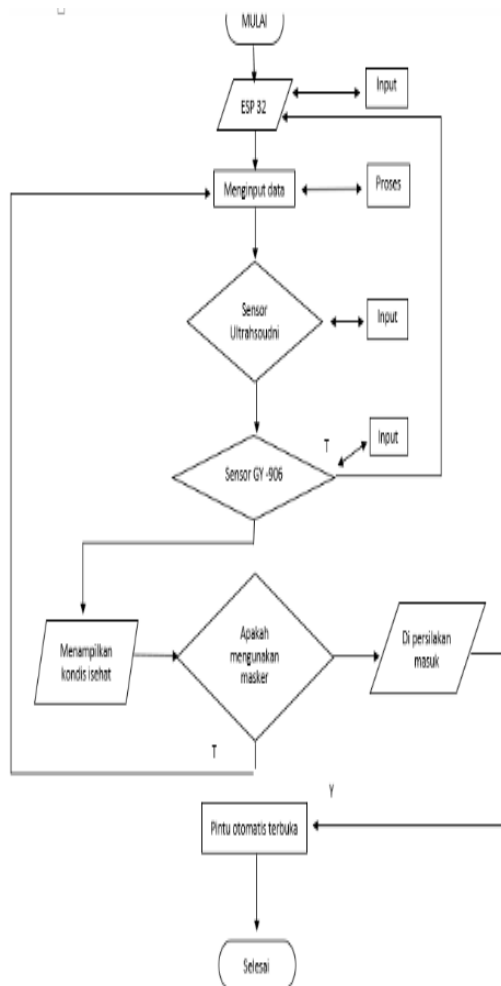 MULAI
ESP 32
Input
Menginput data
Proses
Sensor
Ultrahsoudni
Input
T
Input
Sensor GY -906
Menampilkan
kondis isehat
Apakah
mengunakan
masker
Di persilakan
masuk
T
Y
Pintu otomatis terbuka
Selesai